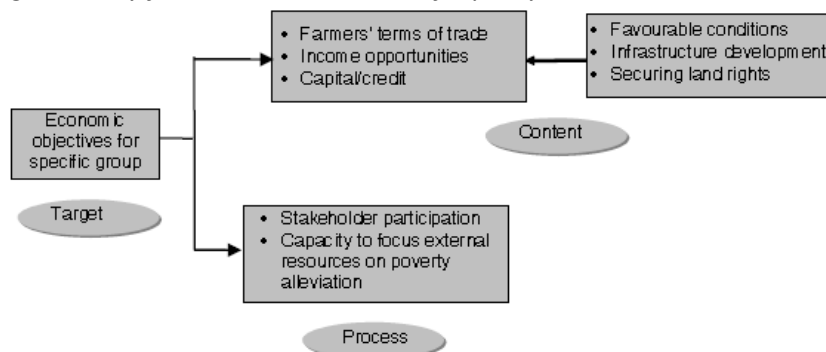 • Farmers' terms of trade
• Income opportunities
• Capital/credit
• Favourable conditions
• Infrastructure development
• Securing land rights
Economic
objectives for
specific group
Content
Target
• Stakeholder participation
• Capacity to focus external
resources on poverty
alleviation
Process